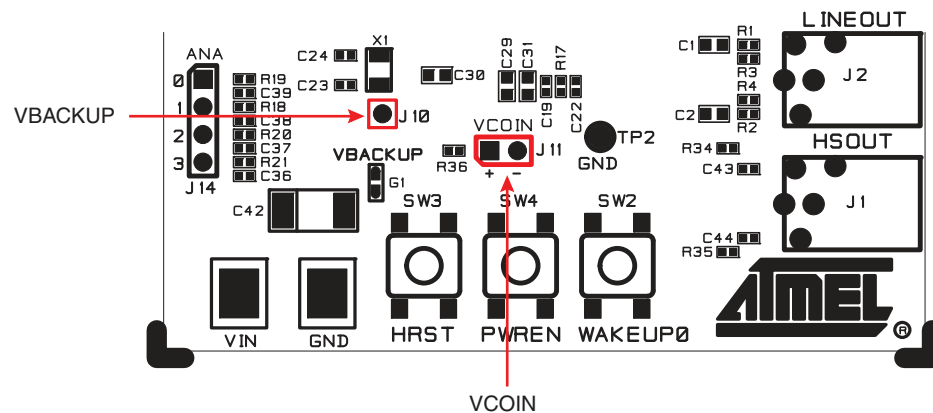 LINEOUT
ANA
X1
C24
C23
C29
C31
R17
C1
R1
R3
R4
R2
C2
J2
0
1
2
3
R19
C39
R18
C38
R20
C37
R21
C36
J14
C30
C19
C22
VBACKUP
J10
VCOIN
J11
R36
+ -
TP2
GND
HSOUT
R34
C43
J1
C44
R35
VBACKUP
G1
C42
SW3
SW4
SW2
VIN
GND
HRST
PWREN
WAKEUP0
ATMEL
®
VCOIN